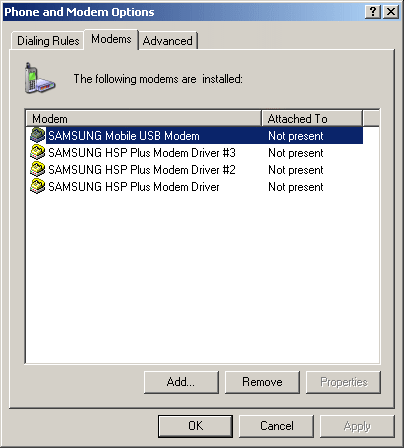 Phone and Modem Options
Dialing Rules Modems Advanced
The following modems are installed:
Modem Attached To
SAMSUNG Mobile USB Modem Not present
SAMSUNG HSP Plus Modem Driver #3 Not present
SAMSUNG HSP Plus Modem Driver #2 Not present
SAMSUNG HSP Plus Modem Driver Not present
Add... Remove Properties
OK Cancel Apply